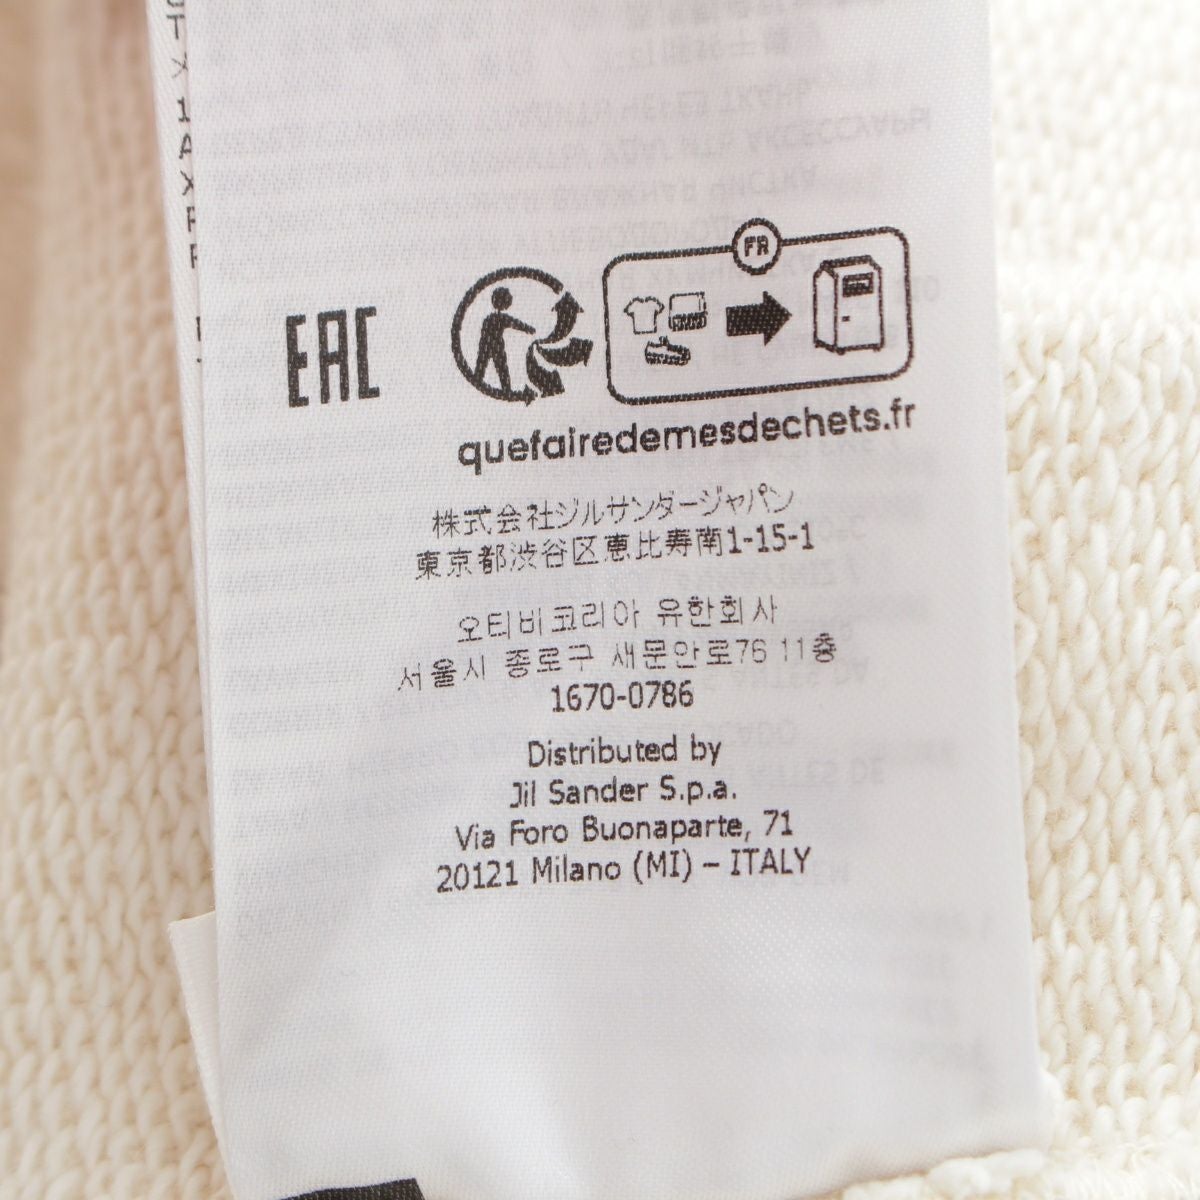 FR
EAC
quefairedemesdechets.fr
株式会社ジルサンダージャパン
東京都渋谷区恵比寿南1-15-1
오티비코리아 유한회사
서울시 종로구 새문안로76 11층
1670-0786
Distributed by
Jil Sander S.p.a.
Via Foro Buonaparte, 71
20121 Milano (MI) – ITALY